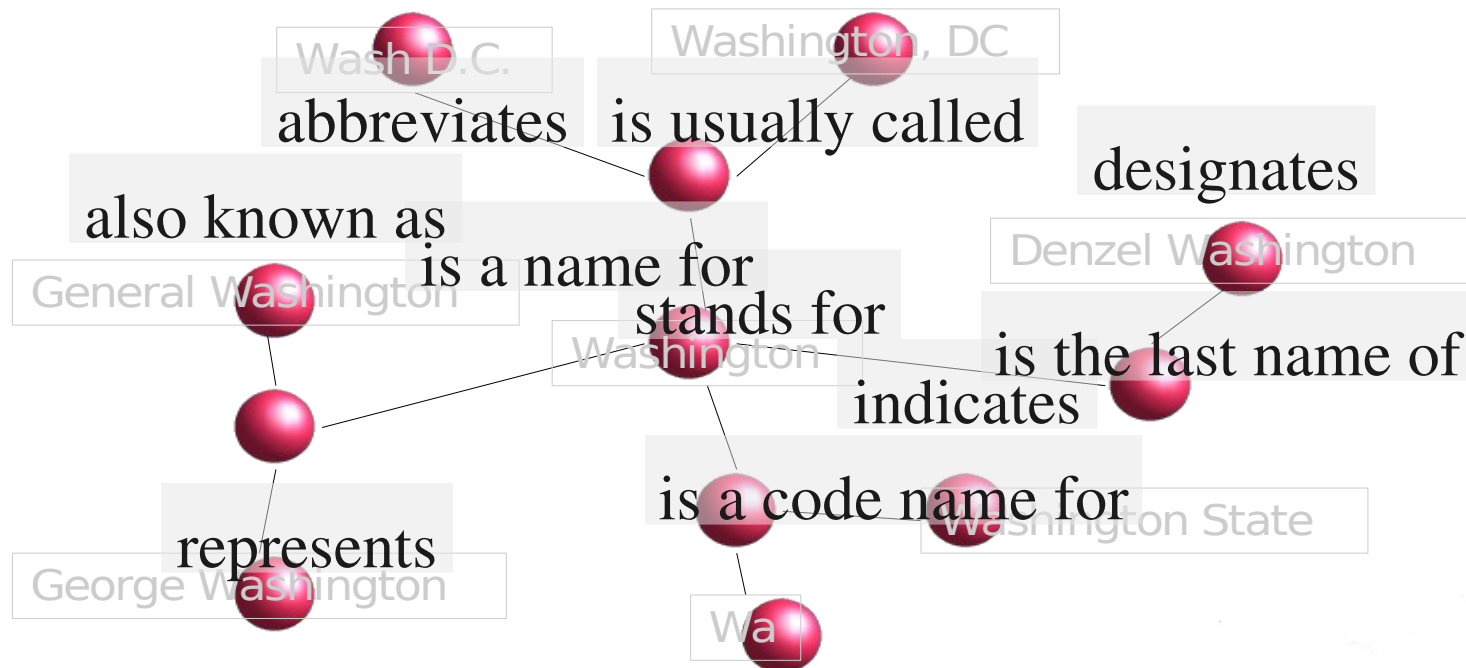 Wash D.C.
Washington, DC
abbreviates
is usually called
designates
also known as
Denzel Washington
is a name for
General Washington
stands for
Washington
is the last name of
indicates
is a code name for
Washington State
represents
George Washington
Wa